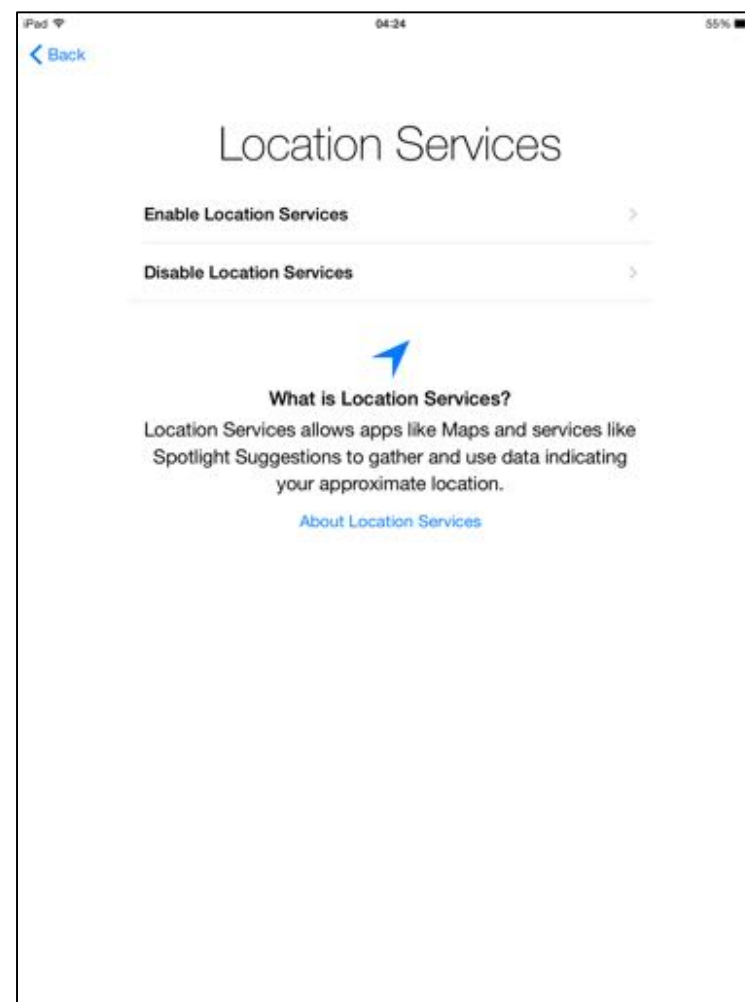 iPad 04:24 55%
Back
Location Services
Enable Location Services
Disable Location Services
What is Location Services?
Location Services allows apps like Maps and services like
Spotlight Suggestions to gather and use data indicating
your approximate location.
About Location Services